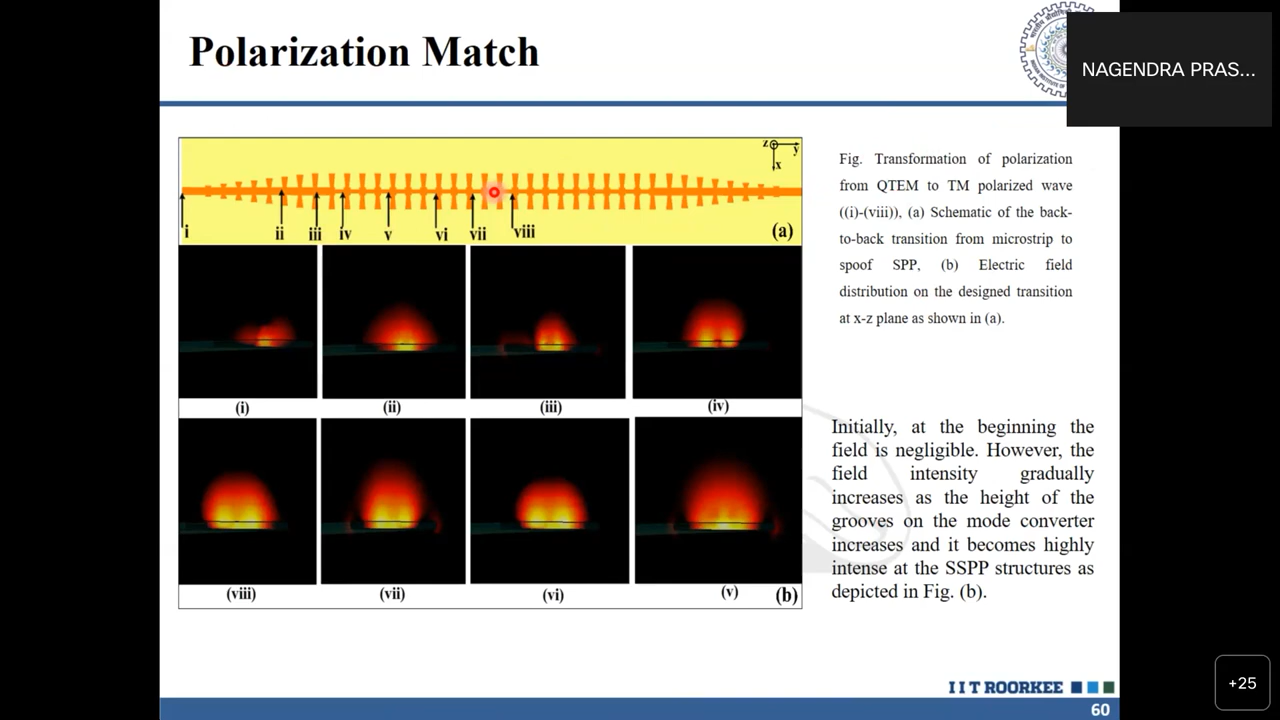 Polarization Match
NAGENDRA PRAS...
z
y
x
i
ii
iii
iv
v
vi
vii
viii
(a)
Fig. Transformation of polarization
from QTEM to TM polarized wave
((i)-(viii)), (a) Schematic of the back-
to-back transition from microstrip to
spoof SPP, (b) Electric field
distribution on the designed transition
at x-z plane as shown in (a).
(i)
(ii)
(iii)
(iv)
(viii)
(vii)
(vi)
(v)
(b)
Initially, at the beginning the
field is negligible. However, the
field intensity gradually
increases as the height of the
grooves on the mode converter
increases and it becomes highly
intense at the SSPP structures as
depicted in Fig. (b).
I I T ROORKEE
60
+25